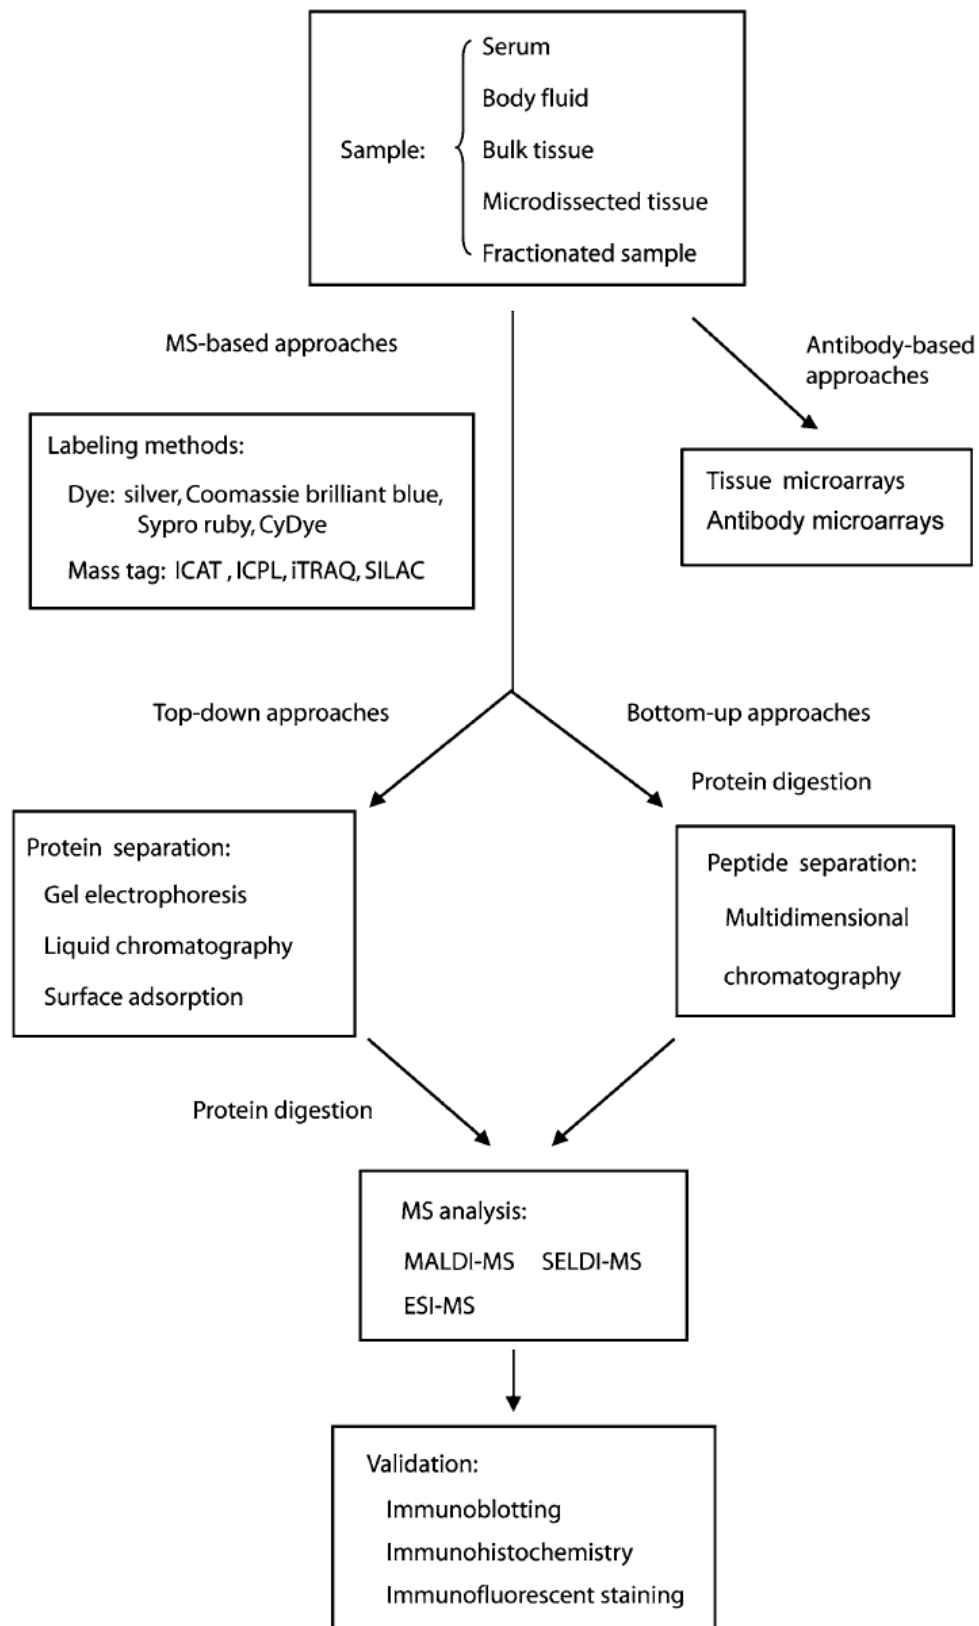 Serum
Body fluid
Sample:
Bulk tissue
Microdissected tissue
Fractionated sample
MS-based approaches
Antibody-based
approaches
Labeling methods:
Dye: silver, Coomassie brilliant blue,
Sypro ruby, CyDye
Mass tag: ICAT , ICPL, iTRAQ, SILAC
Tissue microarrays
Antibody microarrays
Top-down approaches
Bottom-up approaches
Protein digestion
Protein separation:
Gel electrophoresis
Liquid chromatography
Surface adsorption
Peptide separation:
Multidimensional
chromatography
Protein digestion
MS analysis:
MALDI-MS SELDI-MS
ESI-MS
Validation:
Immunoblotting
Immunohistochemistry
Immunofluorescent staining